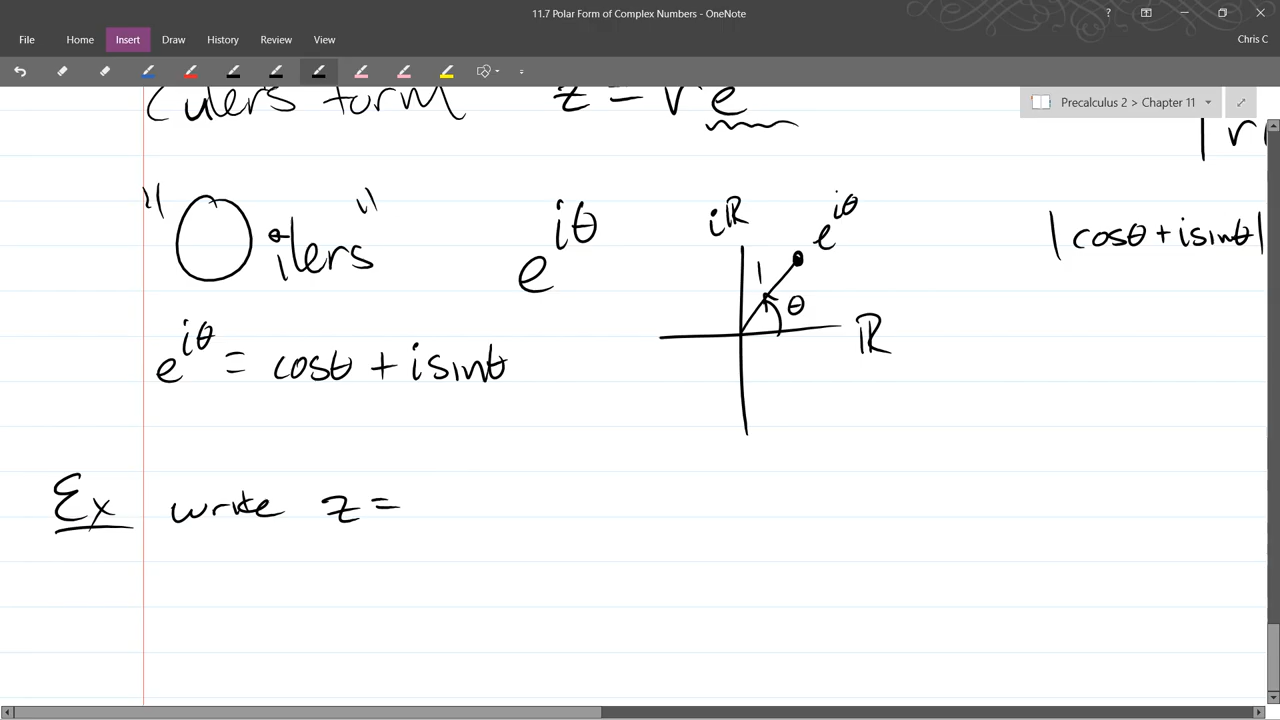 11.7 Polar Form of Complex Numbers - OneNote
File Home Insert Draw History Review View Chris C
Precalculus 2 > Chapter 11
Eulers form z = r e
"Oilers" e^{iθ} iℝ e^{iθ} |cosθ + isinθ|
1 θ
ℝ
e^{iθ} = cosθ + isinθ
Ex write z =